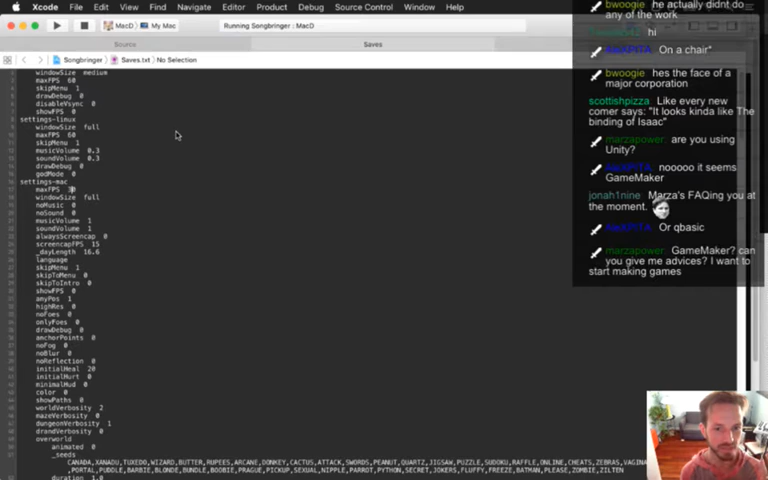 Xcode File Edit View Find Navigate Editor Product Debug Source Control Window Help
MacD My Mac
Running Songbringer : MacD
Source
Saves
Songbringer Saves.txt No Selection
windowSize medium
maxFPS 60
skipMenu 1
drawDebug 0
disableVsync 0
showFPS 0
settings-linux
windowSize full
maxFPS 60
skipMenu 1
musicVolume 0.3
soundVolume 0.3
drawDebug 0
godMode 0
settings-mac
maxFPS
windowSize full
noMusic 0
noSound 0
musicVolume 1
soundVolume 1
alwaysScreencap 0
screencapFPS 15
_dayLength 16.6
language
skipMenu 1
skipToMenu 0
skipToIntro 0
showFPS 0
anyPos 1
highRes 0
noFoes 0
onlyFoes 0
drawDebug 0
anchorPoints 0
noFog 0
noBlur 0
noReflection 0
initialHeal 20
initialHurt 0
minimalHud 0
color 0
showPaths 0
worldVerbosity 2
mazeVerbosity 0
dungeonVerbosity 1
drandVerbosity 0
overworld
animated 0
_seeds
CANADA,XANADU,TUXEDO,WIZARD,BUTTER,RUPEES,ARCANE,DONKEY,CACTUS,ATTACK,SWORDS,PEANUT,QUARTZ,JIGSAW,PUZZLE,SUDOKU,RAFFLE,ONLINE,CHEATS,ZEBRAS,VAGINA
,PORTAL,PUDDLE,BARBIE,BLONDE,BUNDLE,BOOBIE,PRAGUE,PICKUP,SEXUAL,NIPPLE,PARROT,PYTHON,SECRET,JOKERS,FLUFFY,FREEZE,BATMAN,PLEASE,ZOMBIE,ZILTEN
duration 1.0
bwoogie he actually didnt do
any of the work
hi
On a chair*
bwoogie hes the face of a
major corporation
scottishpizza Like every new
comer says: "It looks kinda like The
binding of Isaac"
marzapower: are you using
Unity?
nooooo it seems
GameMaker
jonah1nine: Marza's FAQing you at
the moment.
Or qbasic
marzapower: GameMaker? can
you give me advices? I want to
start making games